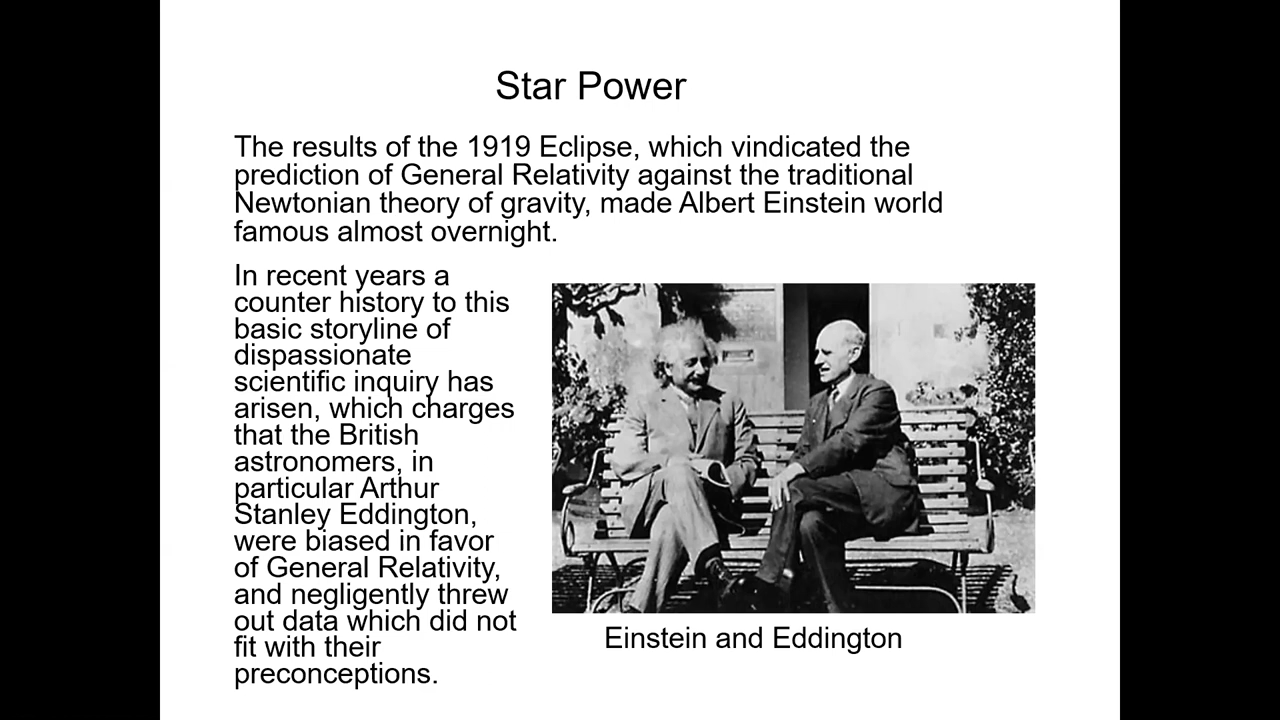 Star Power
The results of the 1919 Eclipse, which vindicated the
prediction of General Relativity against the traditional
Newtonian theory of gravity, made Albert Einstein world
famous almost overnight.
In recent years a
counter history to this
basic storyline of
dispassionate
scientific inquiry has
arisen, which charges
that the British
astronomers, in
particular Arthur
Stanley Eddington,
were biased in favor
of General Relativity,
and negligently threw
out data which did not
fit with their
preconceptions.
Einstein and Eddington